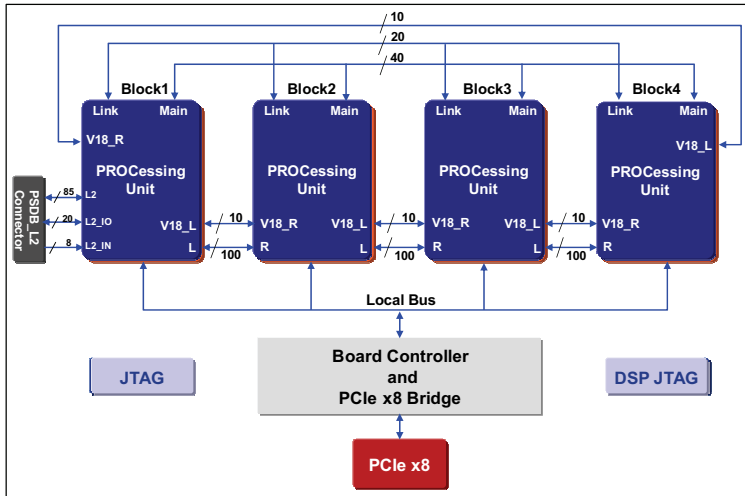 10
20
40
Block1
Block2
Block3
Block4
Link Main
Link Main
Link Main
Link Main
V18_R
V18_L
PROCessing
Unit
PROCessing
Unit
PROCessing
Unit
PROCessing
Unit
PSDB_L2
Connector
85 L2
20 L2_IO
8 L2_IN
V18_L 10 V18_R
V18_L 10 V18_R
V18_L 10 V18_R
L 100 R
L 100 R
L 100 R
Local Bus
Board Controller
and
PCIe x8 Bridge
JTAG
DSP JTAG
PCIe x8